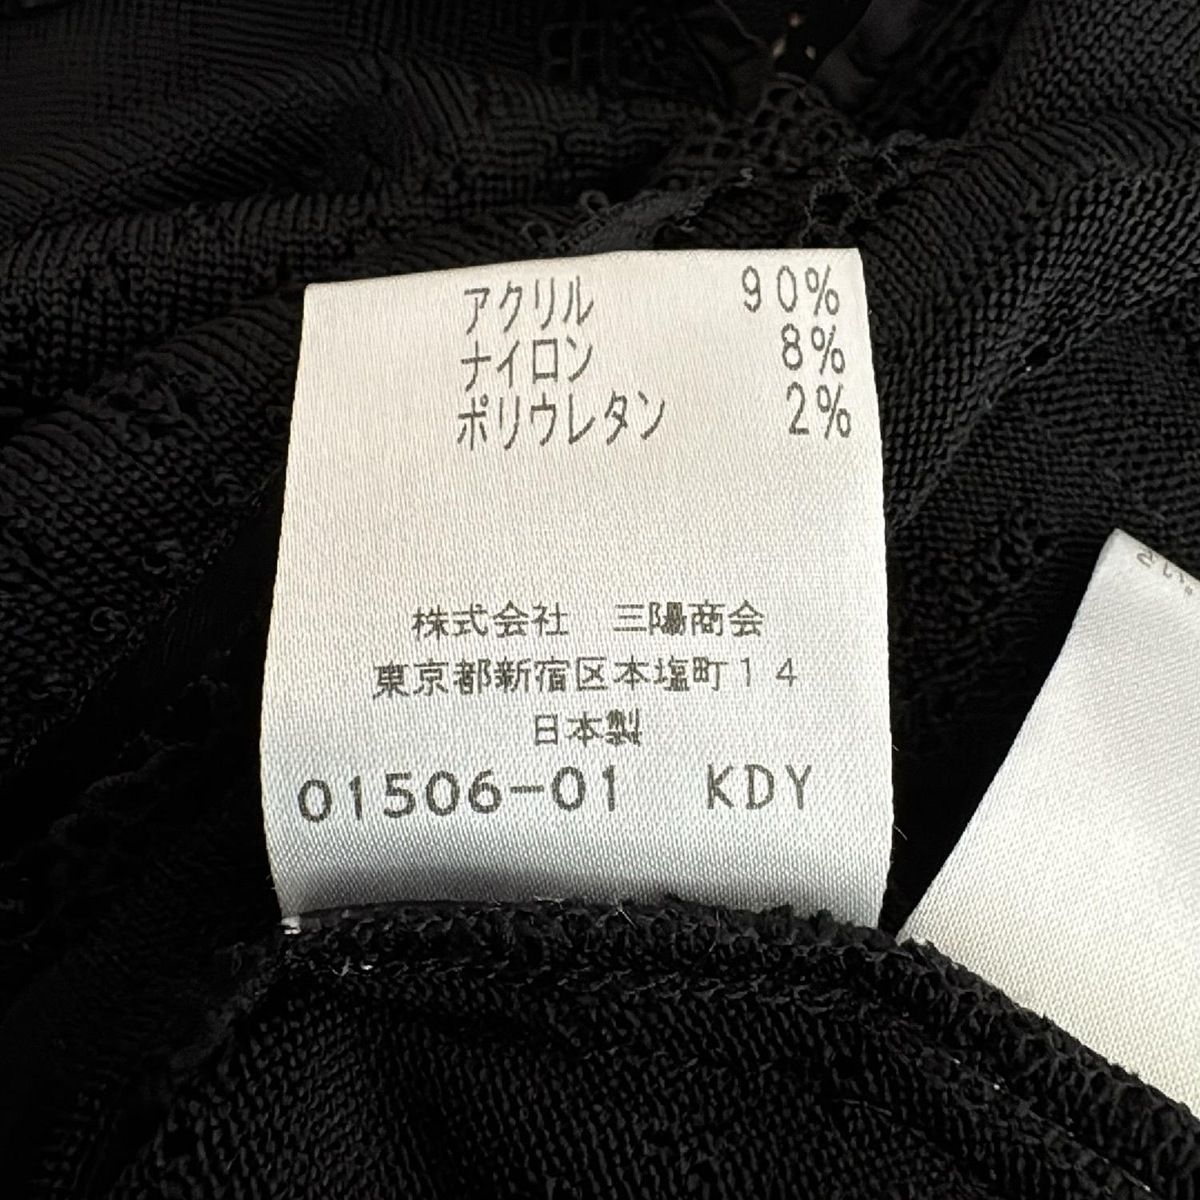 アクリル 90%
ナイロン 8%
ポリウレタン 2%
株式会社 三陽商会
東京都新宿区本塩町14
日本製
01506-01 KDY